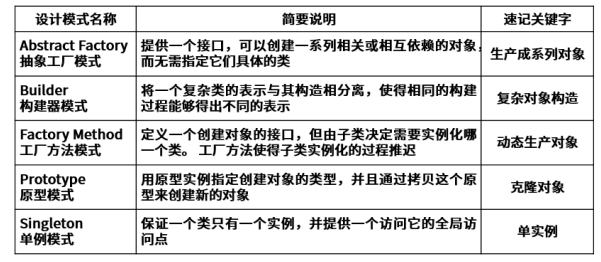 设计模式名称 简要说明 速记关键字
Abstract Factory
抽象工厂模式
提供一个接口，可以创建一系列相关或相互依赖的对象，
而无需指定它们具体的类
生产成系列对象
Builder
构建器模式
将一个复杂类的表示与其构造相分离，使得相同的构建
过程能够得出不同的表示
复杂对象构造
Factory Method
工厂方法模式
定义一个创建对象的接口，但由子类决定需要实例化哪
一个类。 工厂方法使得子类实例化的过程推迟
动态生产对象
Prototype
原型模式
用原型实例指定创建对象的类型，并且通过拷贝这个原
型来创建新的对象
克隆对象
Singleton
单例模式
保证一个类只有一个实例，并提供一个访问它的全局访
问点
单实例